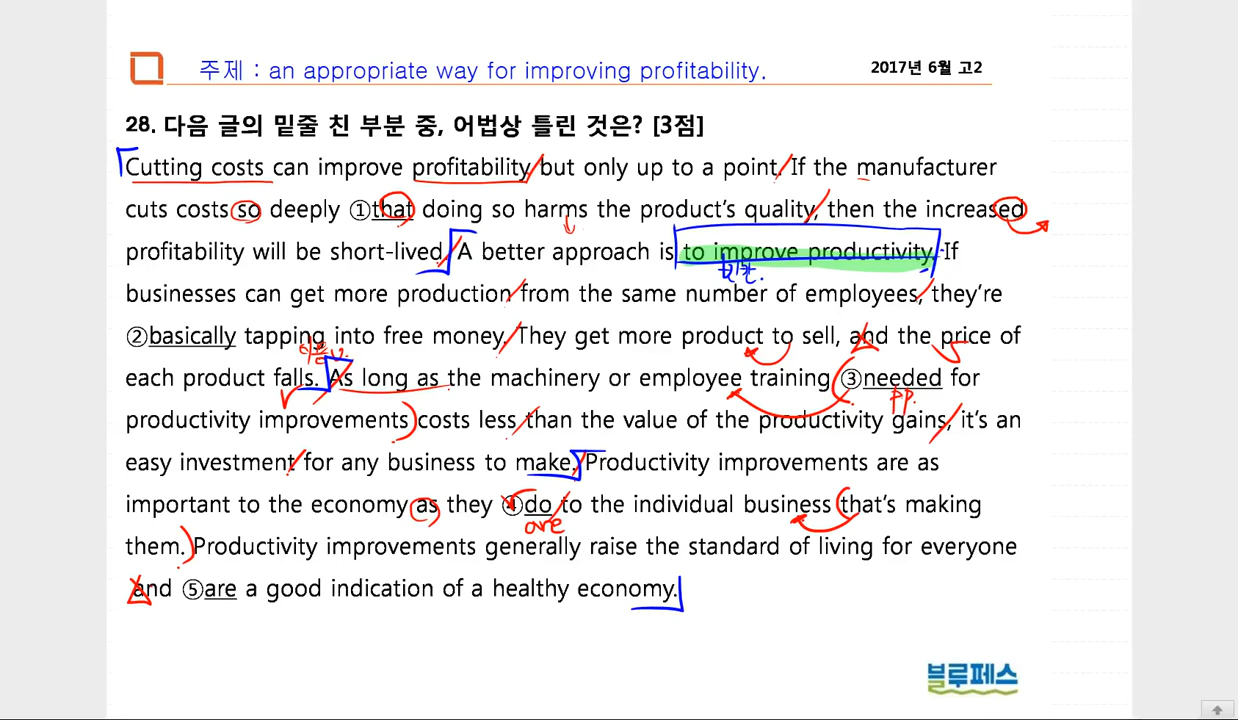 주제 : an appropriate way for improving profitability.
2017년 6월 고2
28. 다음 글의 밑줄 친 부분 중, 어법상 틀린 것은? [3점]
Cutting costs can improve profitability but only up to a point. If the manufacturer
cuts costs so deeply ①that doing so harms the product's quality, then the increased
profitability will be short-lived. A better approach is to improve productivity. If
businesses can get more production from the same number of employees, they're
②basically tapping into free money. They get more product to sell, and the price of
each product falls. As long as the machinery or employee training ③needed for
pp.
productivity improvements costs less than the value of the productivity gains, it's an
easy investment for any business to make. Productivity improvements are as
important to the economy as they ④do to the individual business that's making
are
them. Productivity improvements generally raise the standard of living for everyone
and ⑤are a good indication of a healthy economy.
블루페스